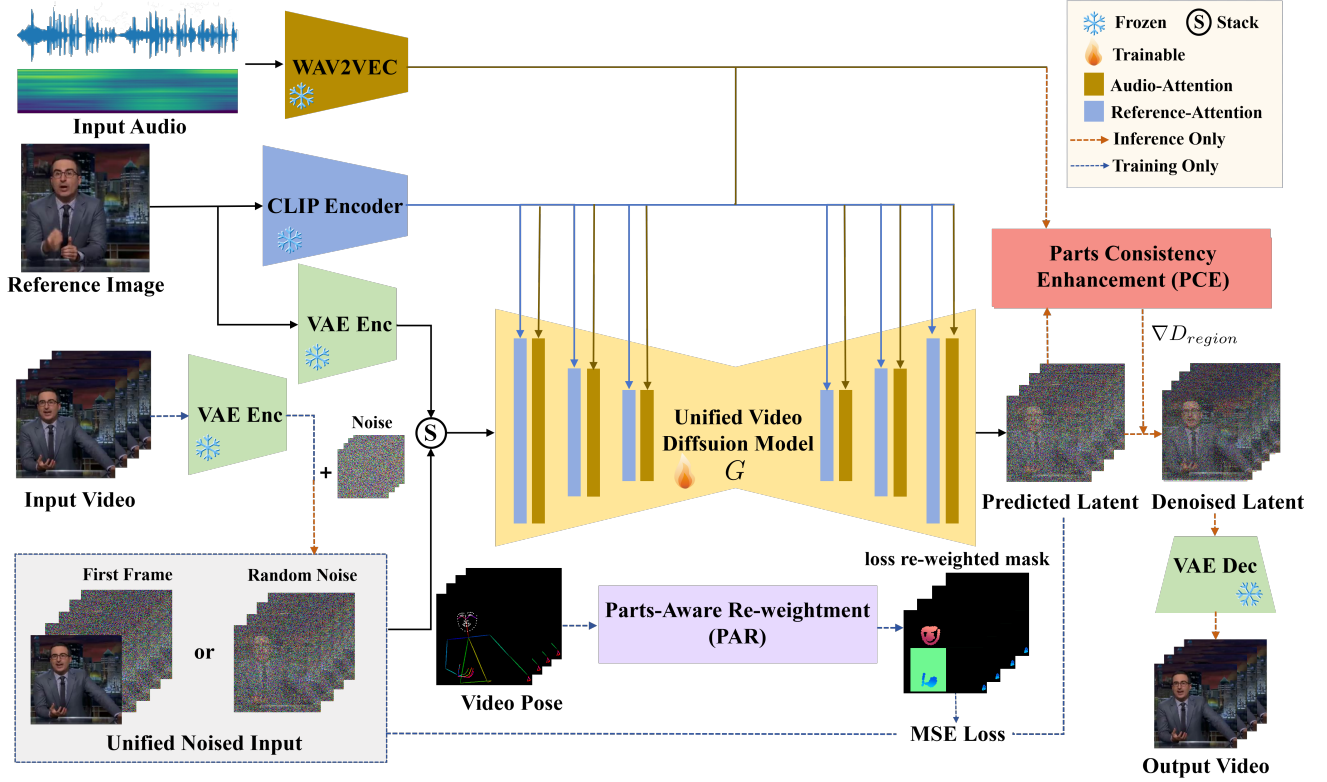 Input Audio
WAV2VEC
Frozen
S
Stack
Trainable
Audio-Attention
Reference-Attention
Inference Only
Training Only
Reference Image
CLIP Encoder
VAE Enc
Parts Consistency
Enhancement (PCE)
∇D_region
Input Video
VAE Enc
Noise
+
S
Unified Video
Diffsuion Model
G
Predicted Latent
Denoised Latent
VAE Dec
Output Video
First Frame
or
Random Noise
Unified Noised Input
Video Pose
Parts-Aware Re-weightment
(PAR)
loss re-weighted mask
MSE Loss